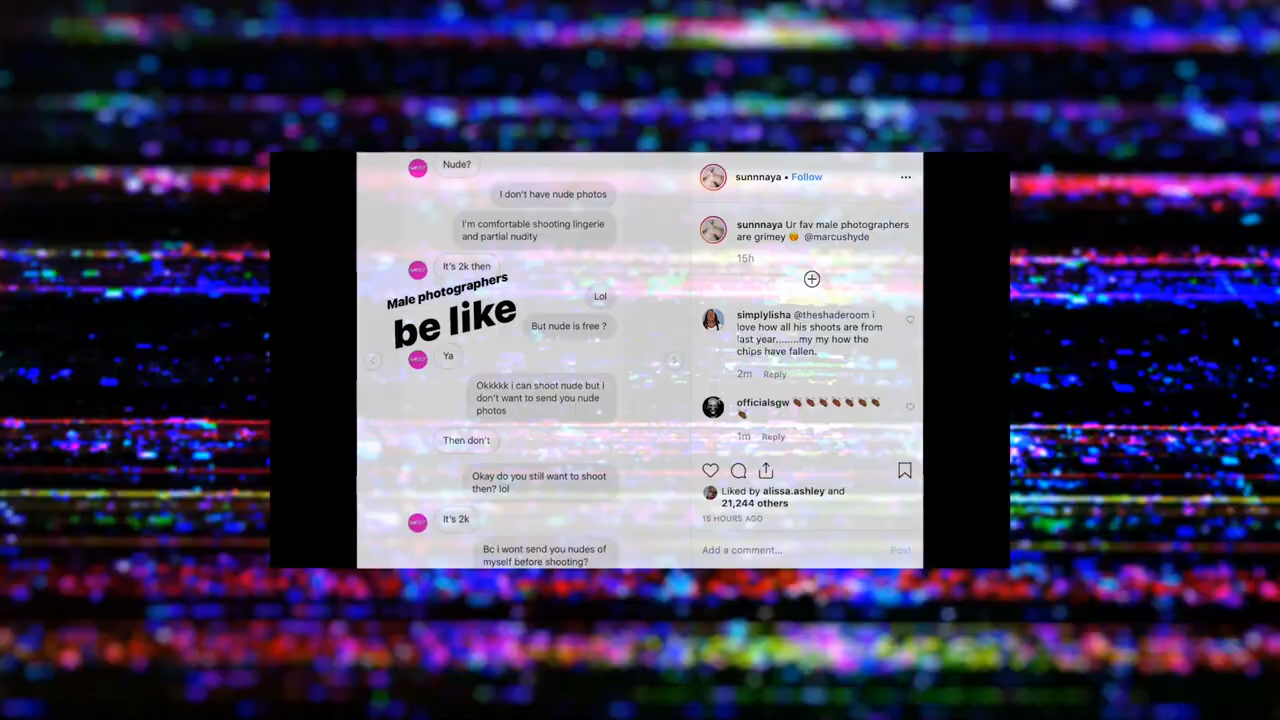 Nude?
I don't have nude photos
I'm comfortable shooting lingerie
and partial nudity
It's 2k then
Male photographers
be like
Lol
But nude is free ?
Ya
Okkkkk i can shoot nude but I
don't want to send you nude
photos
Then don't
Okay do you still want to shoot
then? lol
It's 2k
Bc i wont send you nudes of
myself before shooting?
sunnnaya • Follow
sunnnaya Ur fav male photographers
are grimey 🤭 @marcushyde
15h
simplylisha @theshaderoom i
love how all his shoots are from
last year........my my how the
chips have fallen.
2m Reply
officialsgw
1m Reply
Liked by alissa.ashley and
21,244 others
15 HOURS AGO
Add a comment...
Post